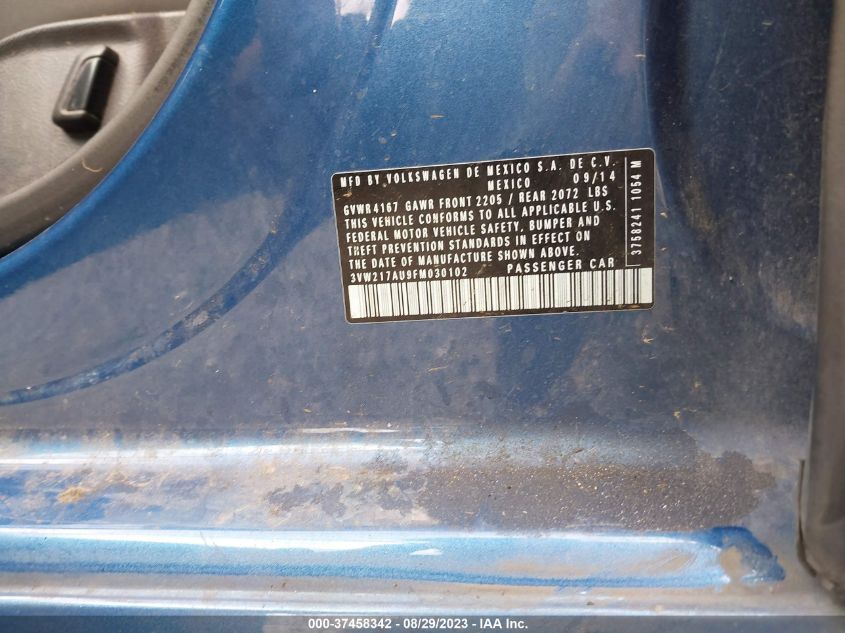 MFD BY VOLKSWAGEN DE MEXICO S.A. DE C.V.
MEXICO 09/14
GVWR 4167 GAWR FRONT 2205 / REAR 2072 LBS
THIS VEHICLE CONFORMS TO ALL APPLICABLE U.S.
FEDERAL MOTOR VEHICLE SAFETY, BUMPER AND
THEFT PREVENTION STANDARDS IN EFFECT ON
THE DATE OF MANUFACTURE SHOWN ABOVE.
3VW217AU9FM030102 PASSENGER CAR
3758241 1054 M
000-37458342 - 08/29/2023 - IAA Inc.